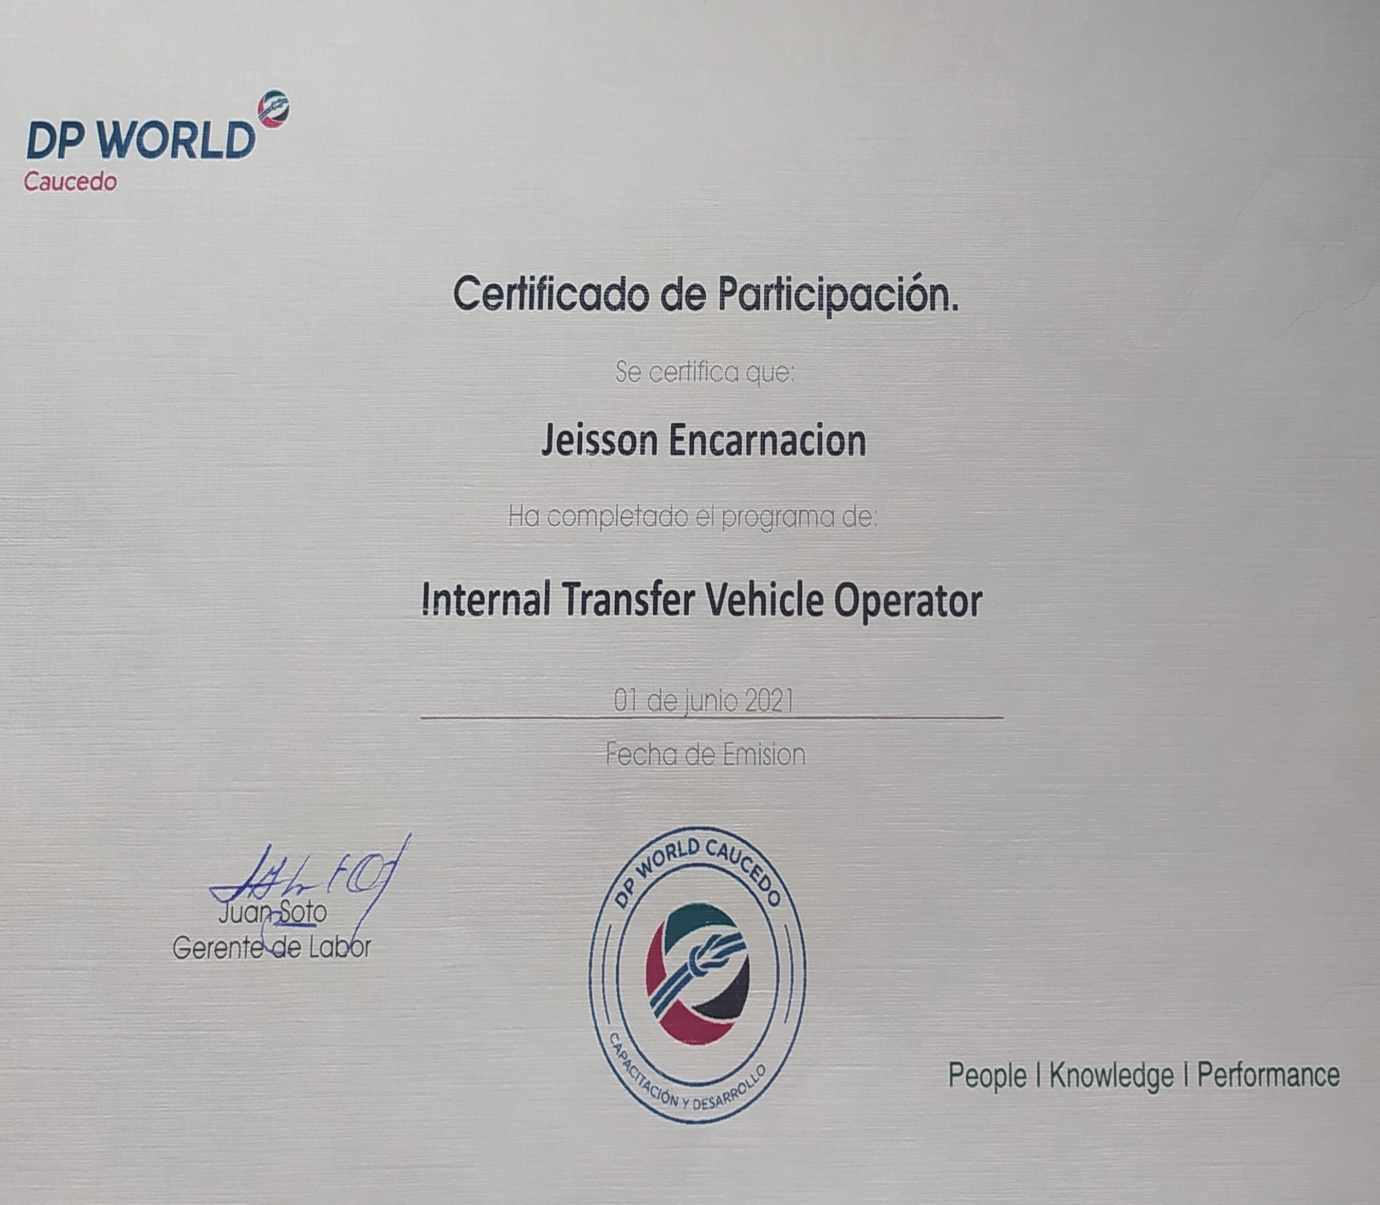 DP WORLD
Caucedo
Certificado de Participación.
Se certifica que:
Jeisson Encarnacion
Ha completado el programa de:
Internal Transfer Vehicle Operator
01 de junio 2021
Fecha de Emision
Juan Soto
Gerente de Labor
DP WORLD CAUCEDO
CAPACITACIÓN Y DESARROLLO
People | Knowledge | Performance